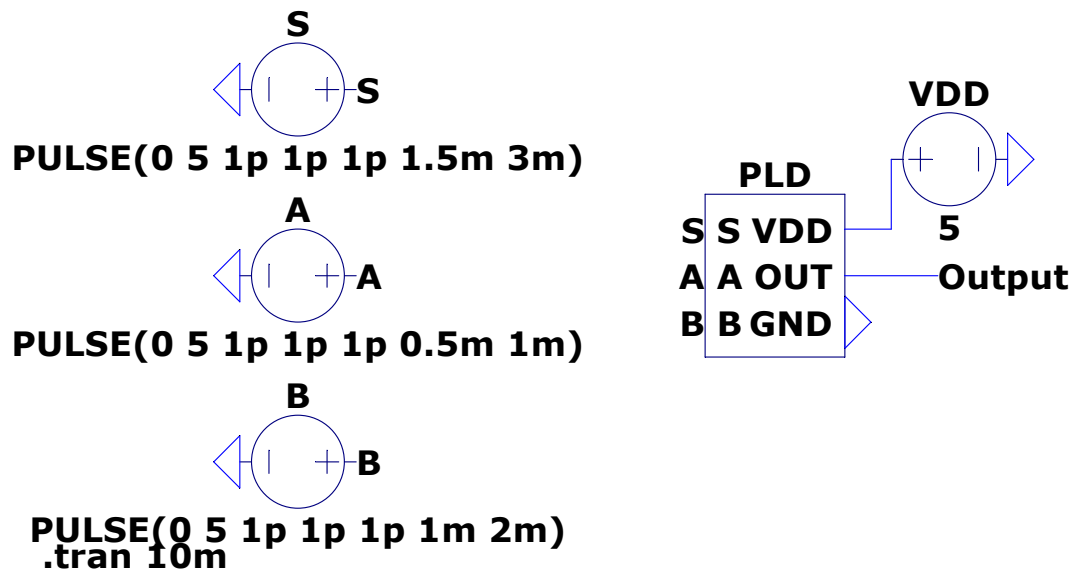 S
S
PULSE(0 5 1p 1p 1p 1.5m 3m)
A
A
PULSE(0 5 1p 1p 1p 0.5m 1m)
B
B
PULSE(0 5 1p 1p 1p 1m 2m)
.tran 10m
VDD
5
PLD
S S VDD
A A OUT Output
B B GND